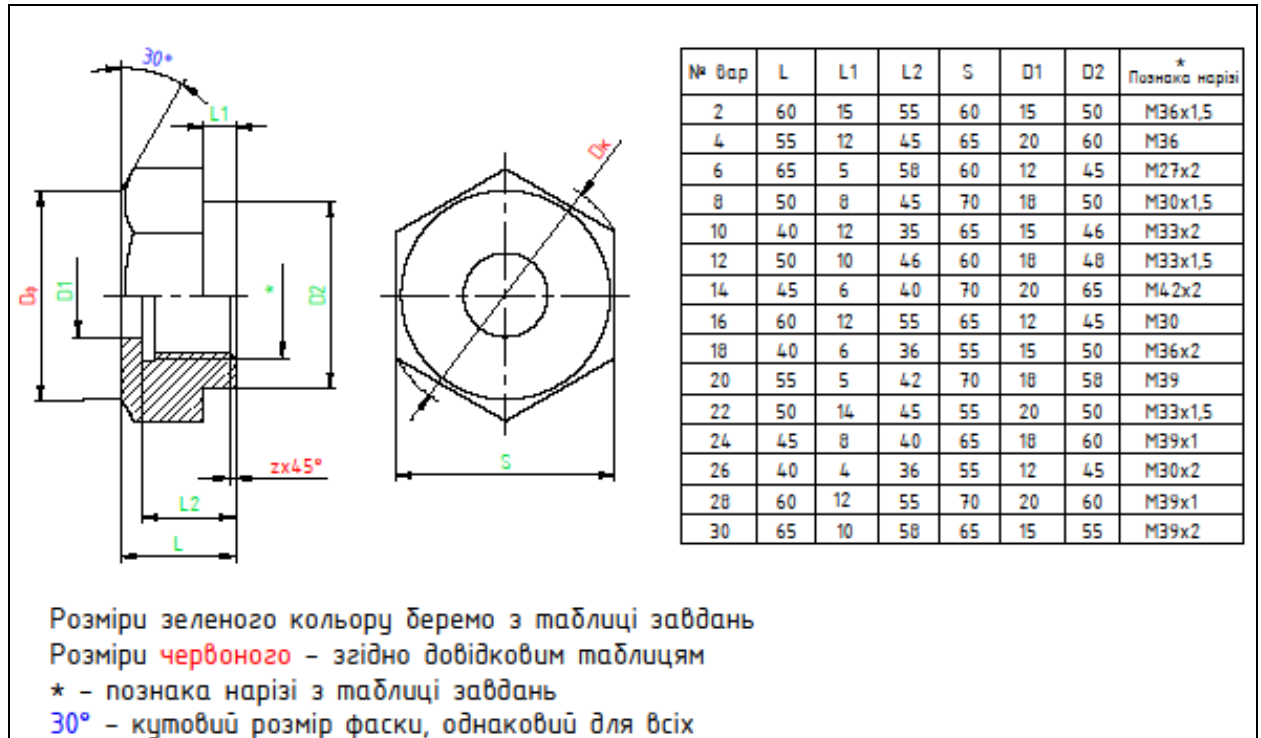 30°
L1
Dк
Dф
D1
*
D2
zx45°
L2
L
S
№ вар L L1 L2 S D1 D2 * Познака нарізі
2 60 15 55 60 15 50 M36x1,5
4 55 12 45 65 20 60 M36
6 65 5 58 60 12 45 M27x2
8 50 8 45 70 18 50 M30x1,5
10 40 12 35 65 15 46 M33x2
12 50 10 46 60 18 48 M33x1,5
14 45 6 40 70 20 65 M42x2
16 60 12 55 65 12 45 M30
18 40 6 36 55 15 50 M36x2
20 55 5 42 70 18 58 M39
22 50 14 45 55 20 50 M33x1,5
24 45 8 40 65 18 60 M39x1
26 40 4 36 55 12 45 M30x2
28 60 12 55 70 20 60 M39x1
30 65 10 58 65 15 55 M39x2
Розміри зеленого кольору беремо з таблиці завдань
Розміри червоного – згідно довідковим таблицям
* – познака нарізі з таблиці завдань
30° – кутовий розмір фаски, однаковий для всіх